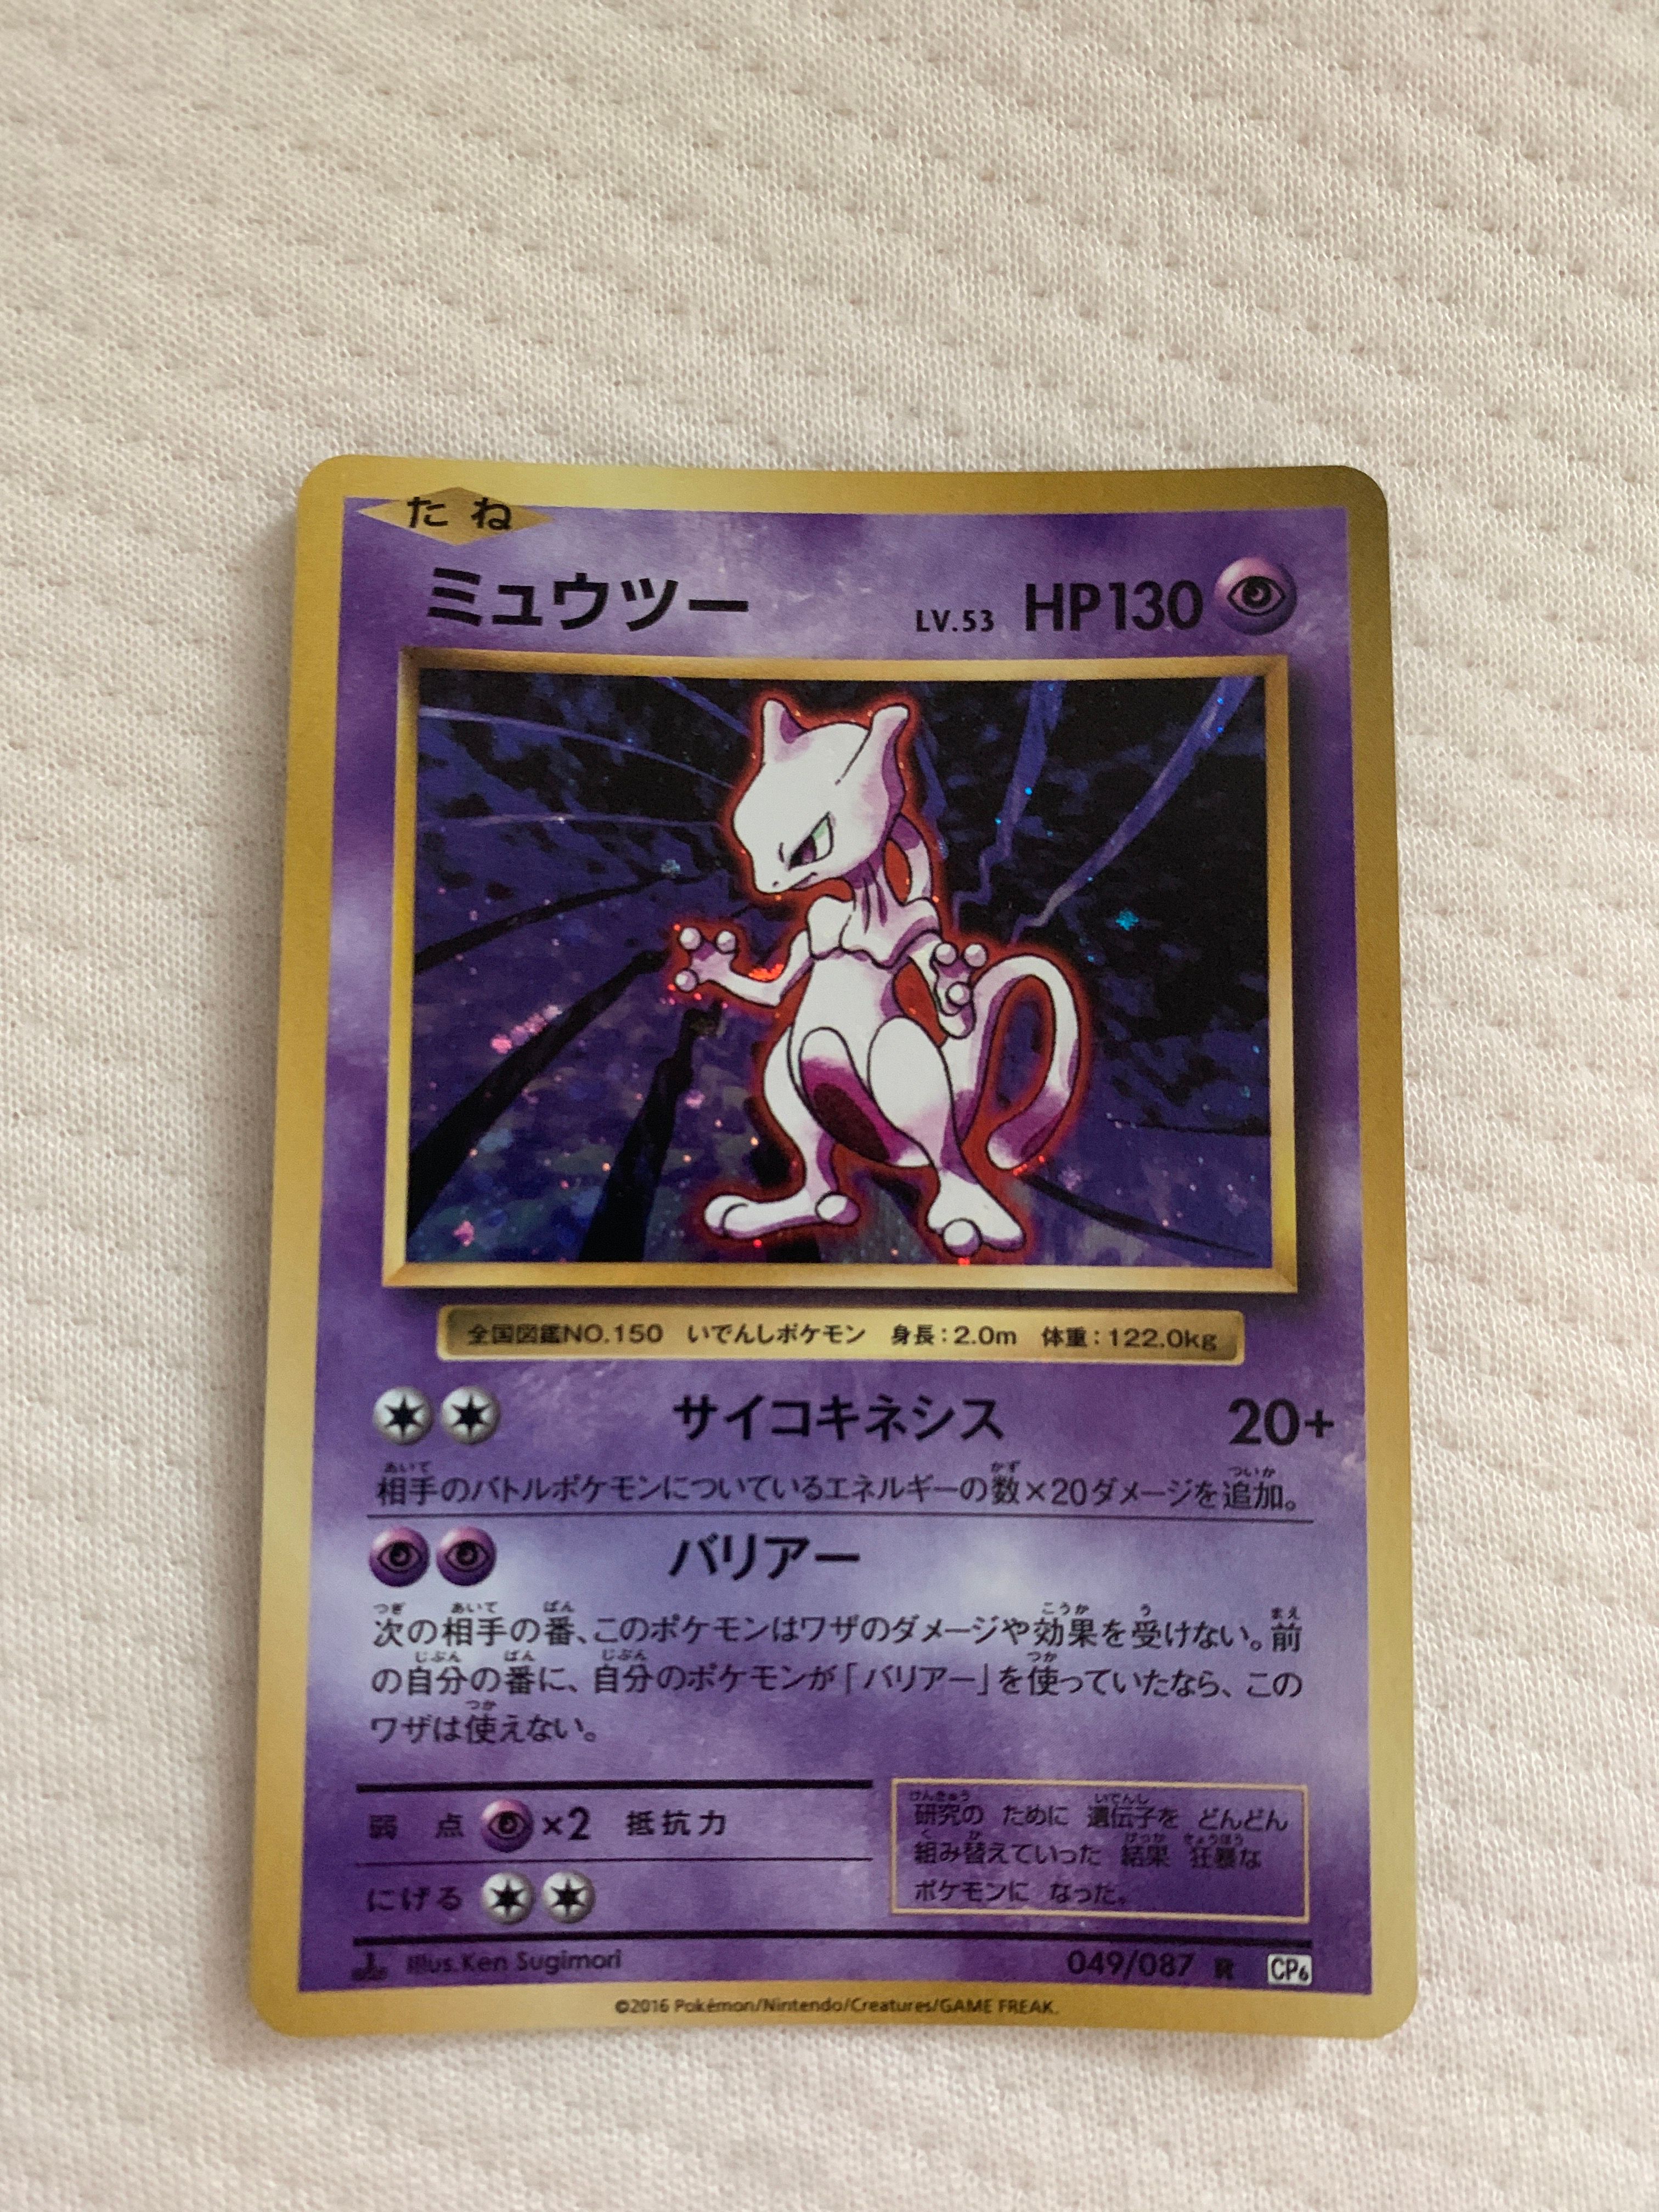 たね
ミュウツー LV.53 HP130
全国図鑑NO.150 いでんしポケモン 身長：2.0m 体重：122.0kg
サイコキネシス 20+
相手のバトルポケモンについているエネルギーの数×20ダメージを追加。
バリアー
次の相手の番、このポケモンはワザのダメージや効果を受けない。前
の自分の番に、自分のポケモンが「バリアー」を使っていたなら、この
ワザは使えない。
弱点 ×2 抵抗力
にげる
研究の ために 遺伝子を どんどん
組み替えていった 結果 狂暴な
ポケモンに なった。
Illus.Ken Sugimori
049/087 R CP6
©2016 Pokémon/Nintendo/Creatures/GAME FREAK.